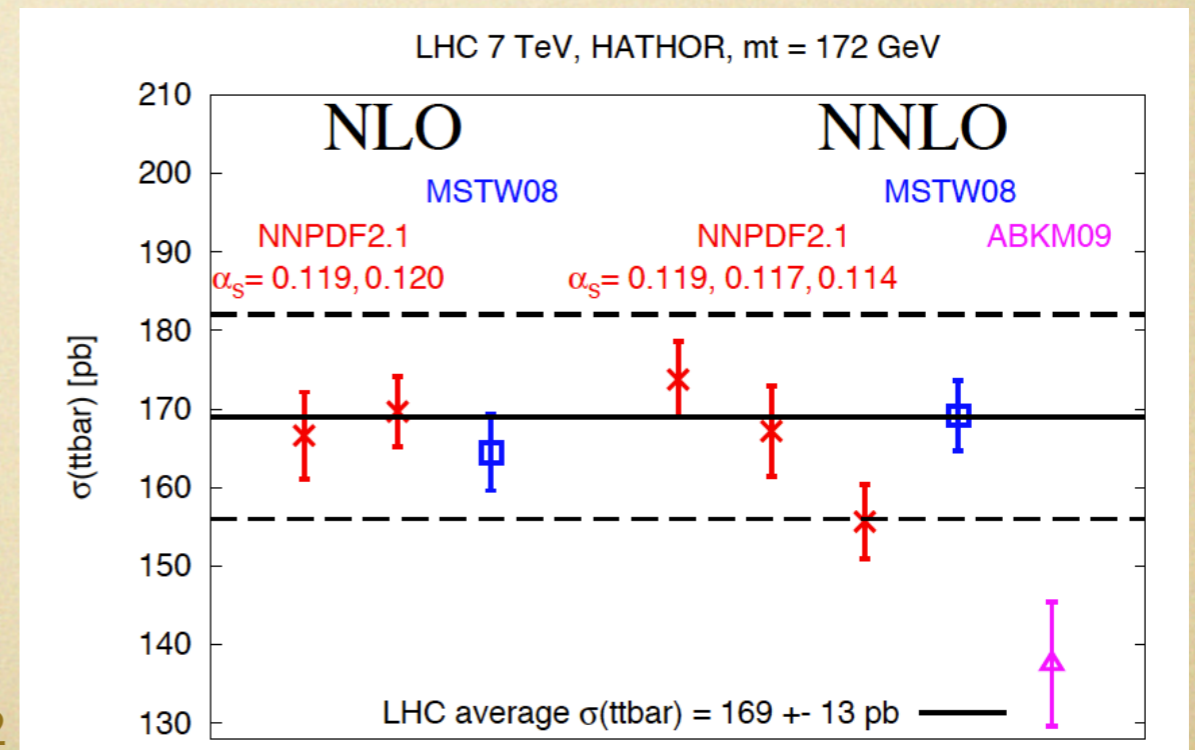 LHC 7 TeV, HATHOR, mt = 172 GeV
210
NLO NNLO
200
MSTW08 MSTW08
190
NNPDF2.1 NNPDF2.1 ABKM09
αS= 0.119, 0.120 αS= 0.119, 0.117, 0.114
180
σ(ttbar) [pb]
170
160
150
140
LHC average σ(ttbar) = 169 +- 13 pb
130